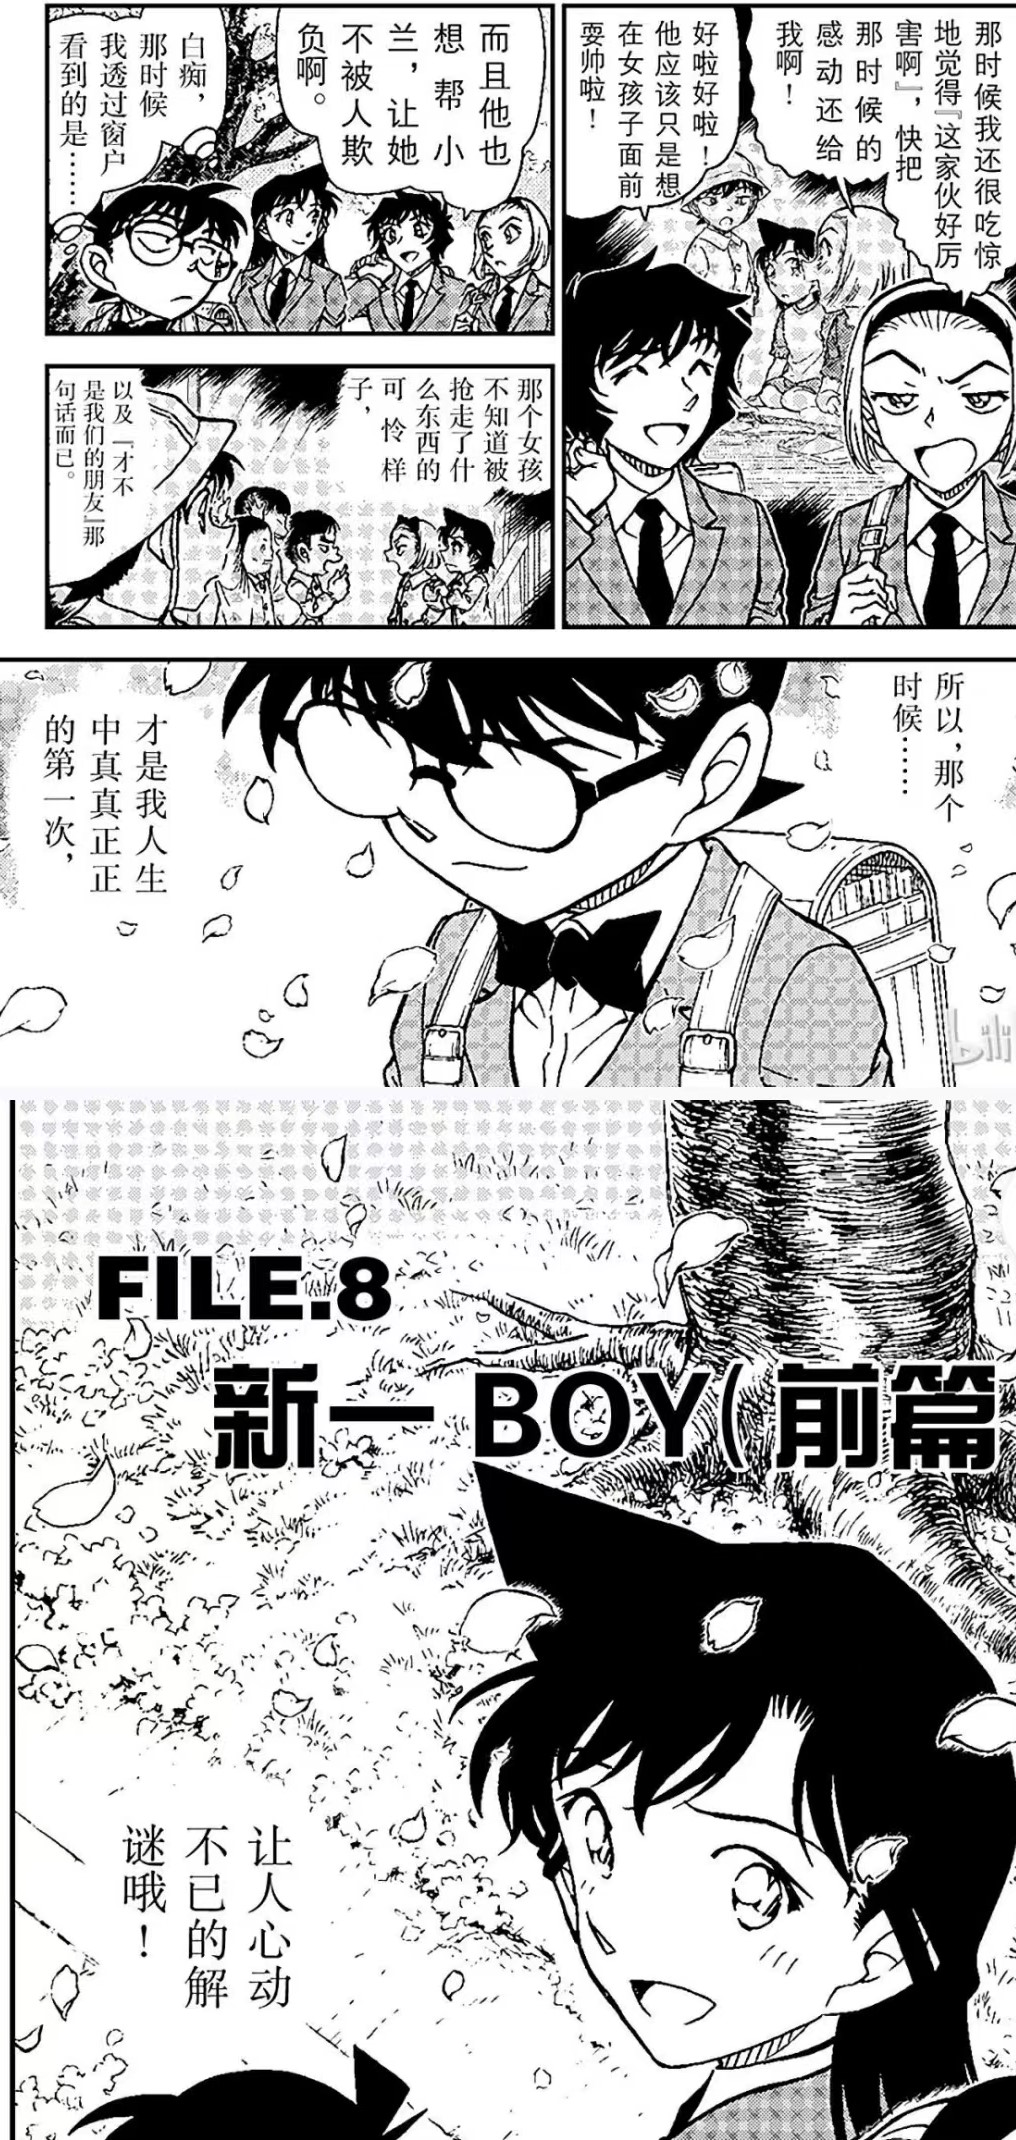 那时候我还很吃惊
地觉得『这家伙好厉
害啊』，快把
那时候的
感动还给
我啊！
好啦好啦！
他应该只是想
在女孩子面前
耍帅啦！
而且他也
想帮小
兰，让她
不被人欺
负啊。
白痴，
那时候
我透过窗户
看到的是……
那个女孩
不知道被
抢走了什
么东西的
可怜样
子，
以及『才不
是我们的朋友』那
句话而已。
所以，那个
时候……
才是我人生
中真真正正
的第一次，
bili
FILE.8
新一 BOY(前篇
让人心动
不已的解
谜哦！